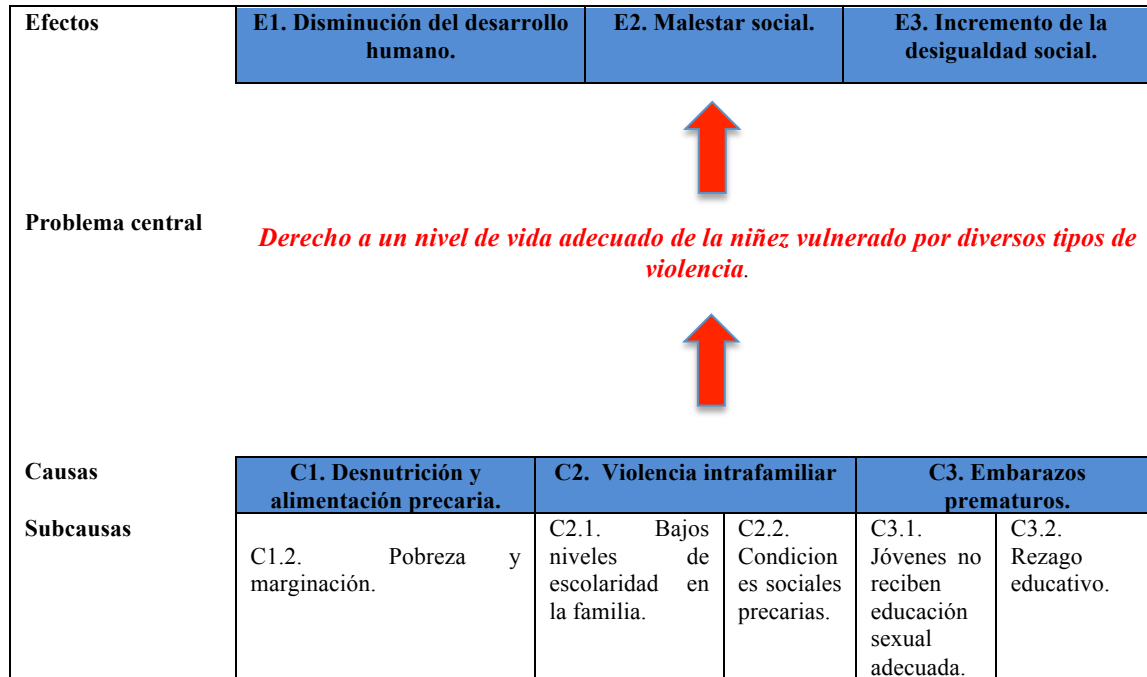 Efectos
E1. Disminución del desarrollo
humano.
E2. Malestar social.
E3. Incremento de la
desigualdad social.
Problema central
Derecho a un nivel de vida adecuado de la niñez vulnerado por diversos tipos de
violencia.
Causas
C1. Desnutrición y
alimentación precaria.
C2. Violencia intrafamiliar
C3. Embarazos
prematuros.
Subcausas
C1.2. Pobreza y
marginación.
C2.1. Bajos
niveles de
escolaridad en
la familia.
C2.2.
Condicion
es sociales
precarias.
C3.1.
Jóvenes no
reciben
educación
sexual
adecuada.
C3.2.
Rezago
educativo.